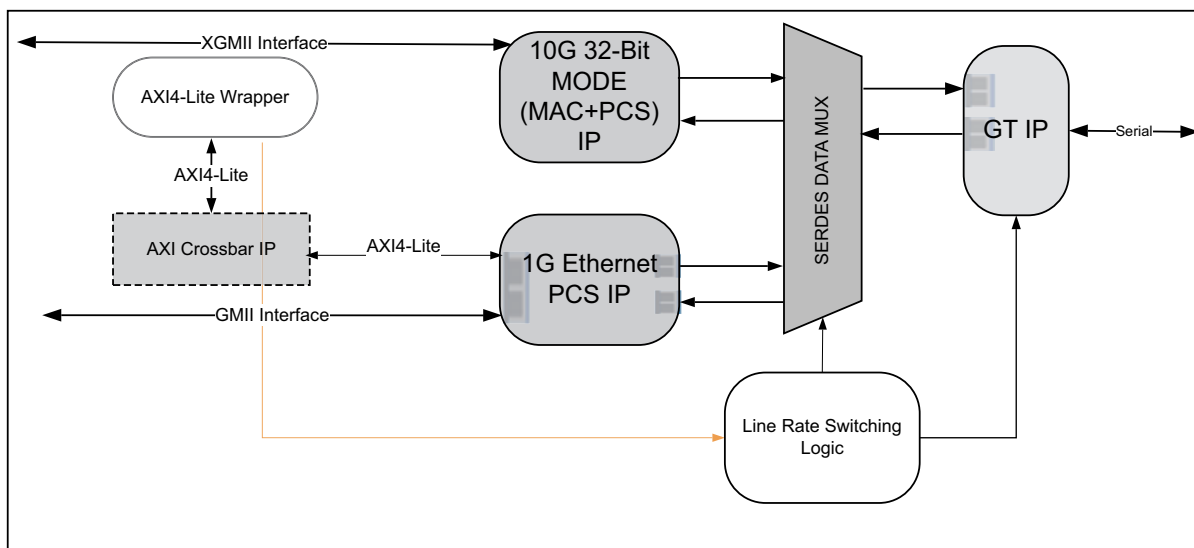 XGMII Interface
10G 32-Bit
MODE
(MAC+PCS)
IP
AXI4-Lite Wrapper
AXI4-Lite
AXI Crossbar IP
AXI4-Lite
1G Ethernet
PCS IP
GMII Interface
SERDES DATA MUX
GT IP
Serial
Line Rate Switching
Logic